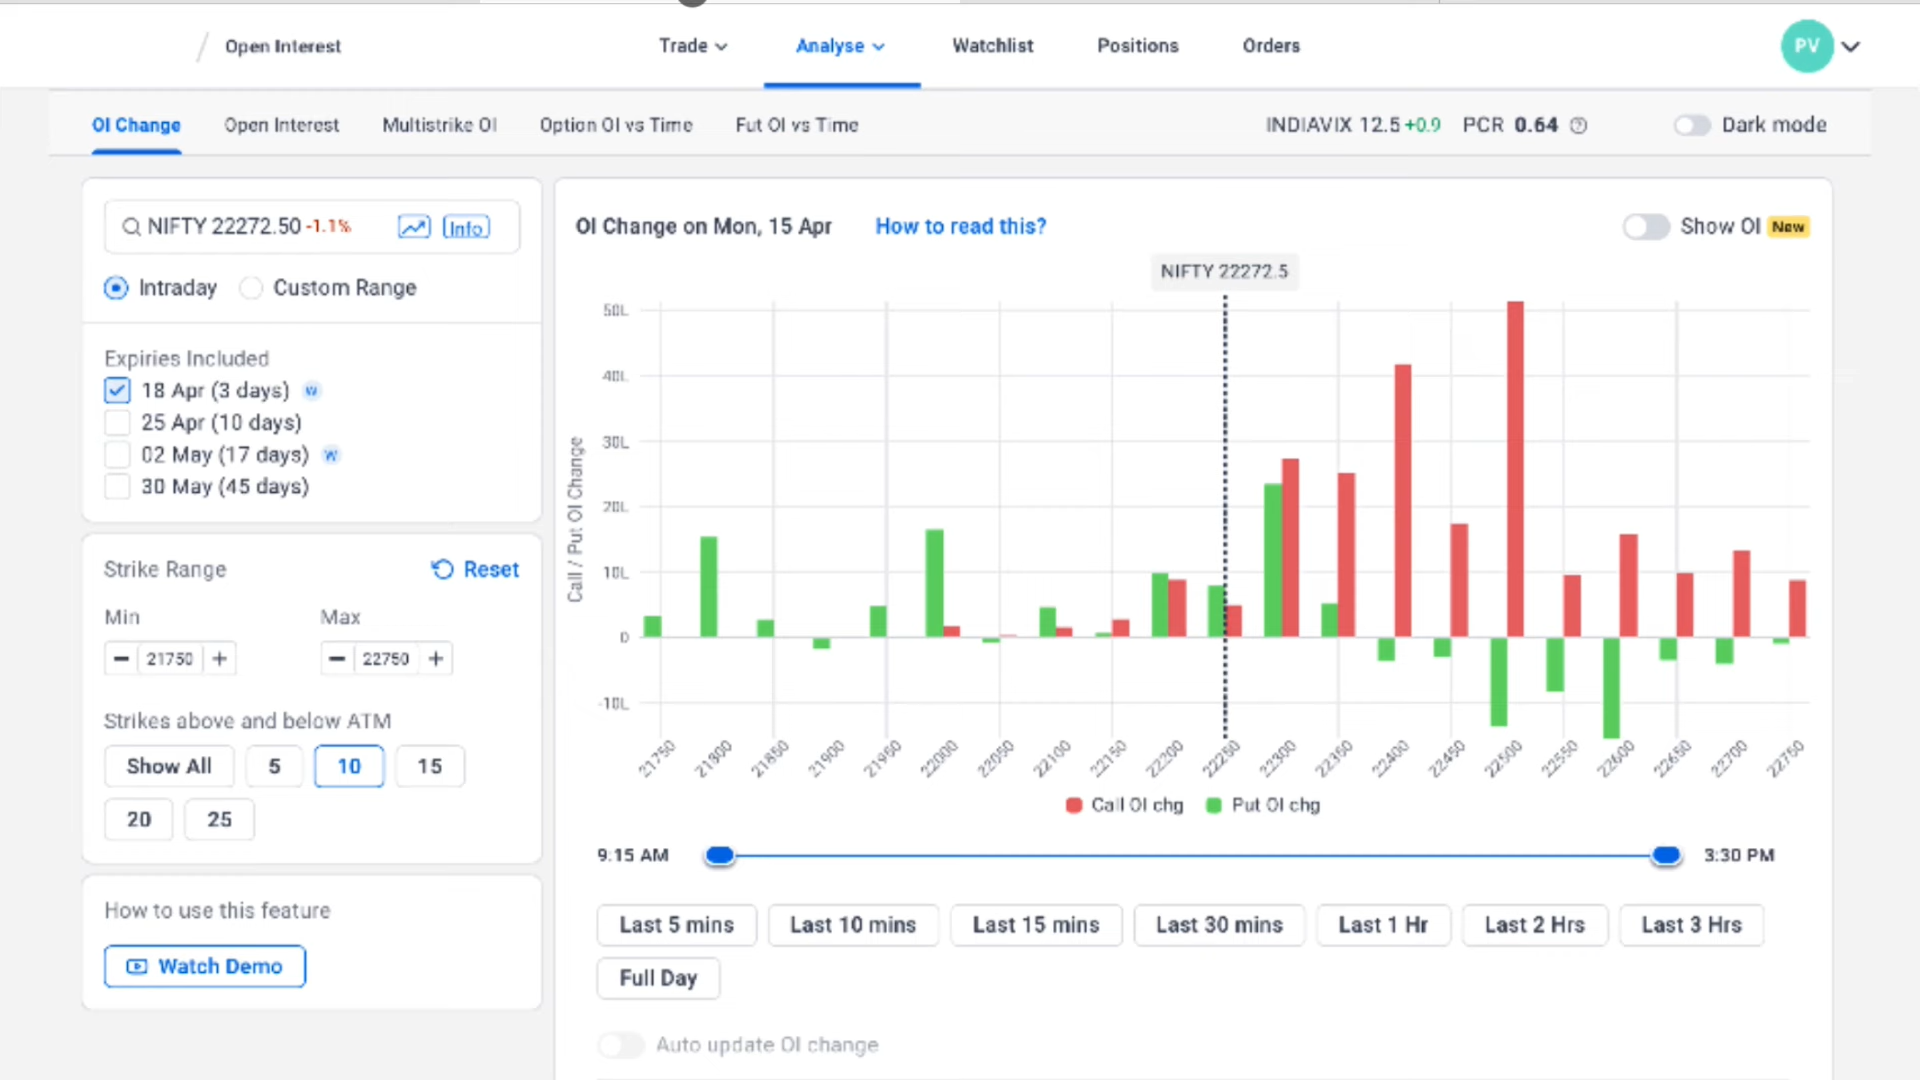 Open Interest
Trade
Analyse
Watchlist
Positions
Orders
PV
OI Change
Open Interest
Multistrike OI
Option OI vs Time
Fut OI vs Time
INDIAVIX 12.5 +0.9
PCR 0.64
Dark mode
NIFTY 22272.50 -1.1%
Info
Intraday
Custom Range
Expiries Included
18 Apr (3 days) W
25 Apr (10 days)
02 May (17 days) W
30 May (45 days)
Strike Range
Reset
Min
Max
21750
22750
Strikes above and below ATM
Show All
5
10
15
20
25
How to use this feature
Watch Demo
OI Change on Mon, 15 Apr
How to read this?
Show OI New
NIFTY 22272.5
Call / Put OI Change
50L
40L
30L
20L
10L
0
-10L
21750
21800
21850
21900
21950
22000
22050
22100
22150
22200
22250
22300
22350
22400
22450
22500
22550
22600
22650
22700
22750
Call OI chg
Put OI chg
9:15 AM
3:30 PM
Last 5 mins
Last 10 mins
Last 15 mins
Last 30 mins
Last 1 Hr
Last 2 Hrs
Last 3 Hrs
Full Day
Auto update OI change